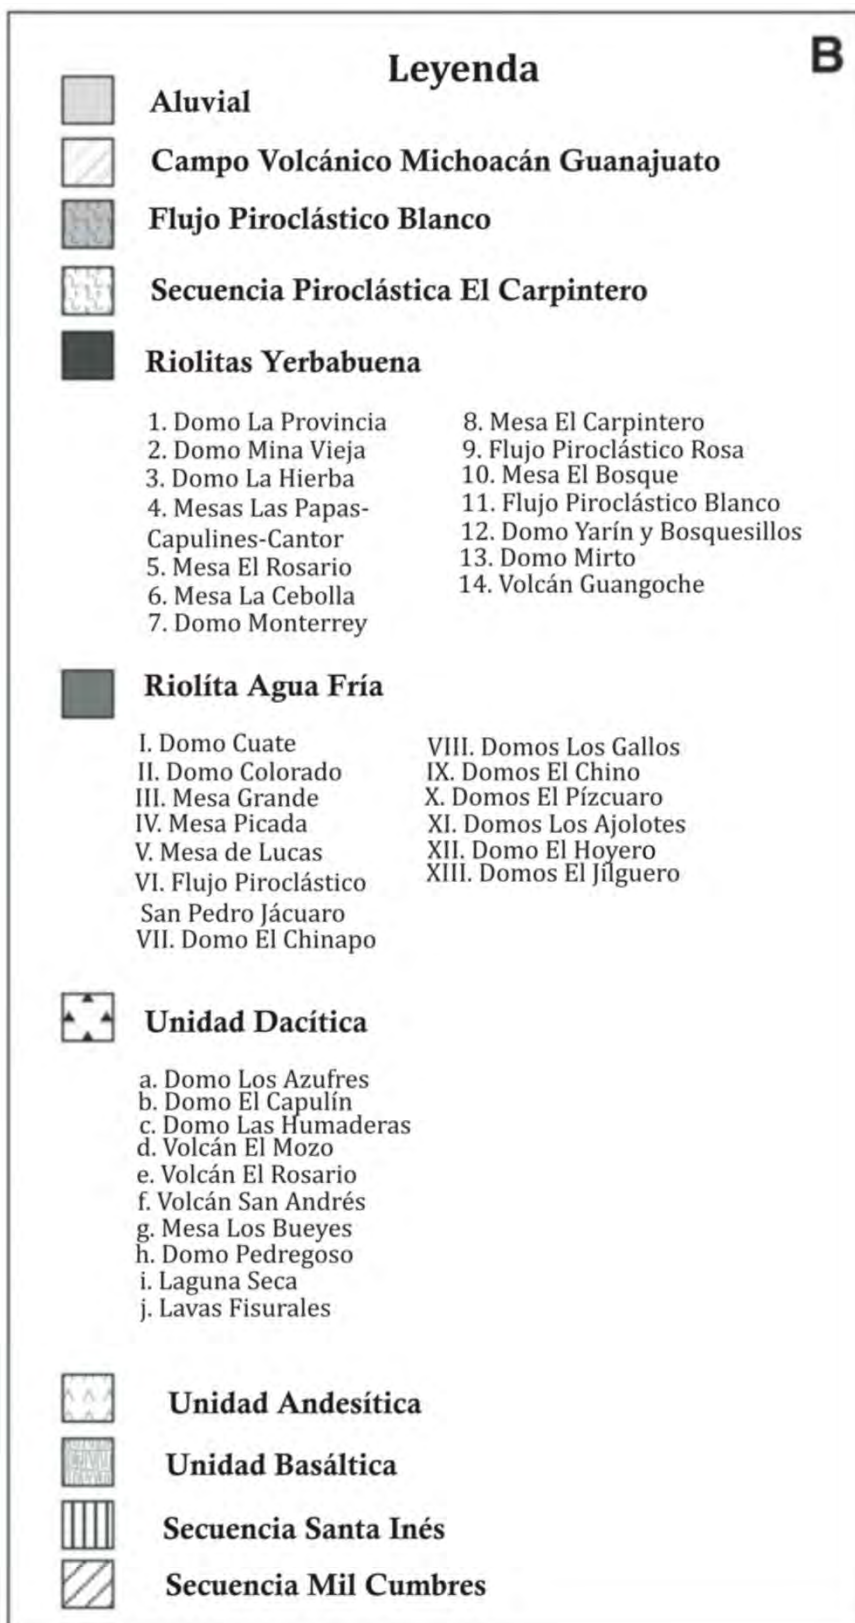 Leyenda
B
Aluvial
Campo Volcánico Michoacán Guanajuato
Flujo Piroclástico Blanco
Secuencia Piroclástica El Carpintero
Riolitas Yerbabuena
1. Domo La Provincia
2. Domo Mina Vieja
3. Domo La Hierba
4. Mesas Las Papas-
Capulines-Cantor
5. Mesa El Rosario
6. Mesa La Cebolla
7. Domo Monterrey
8. Mesa El Carpintero
9. Flujo Piroclástico Rosa
10. Mesa El Bosque
11. Flujo Piroclástico Blanco
12. Domo Yarín y Bosquesillos
13. Domo Mirto
14. Volcán Guangoche
Riolíta Agua Fría
I. Domo Cuate
II. Domo Colorado
III. Mesa Grande
IV. Mesa Picada
V. Mesa de Lucas
VI. Flujo Piroclástico
San Pedro Jácuaro
VII. Domo El Chinapo
VIII. Domos Los Gallos
IX. Domos El Chino
X. Domos El Pízcuaro
XI. Domos Los Ajolotes
XII. Domo El Hoyero
XIII. Domos El Jilguero
Unidad Dacítica
a. Domo Los Azufres
b. Domo El Capulín
c. Domo Las Humaderas
d. Volcán El Mozo
e. Volcán El Rosario
f. Volcán San Andrés
g. Mesa Los Bueyes
h. Domo Pedregoso
i. Laguna Seca
j. Lavas Fisurales
Unidad Andesítica
Unidad Basáltica
Secuencia Santa Inés
Secuencia Mil Cumbres